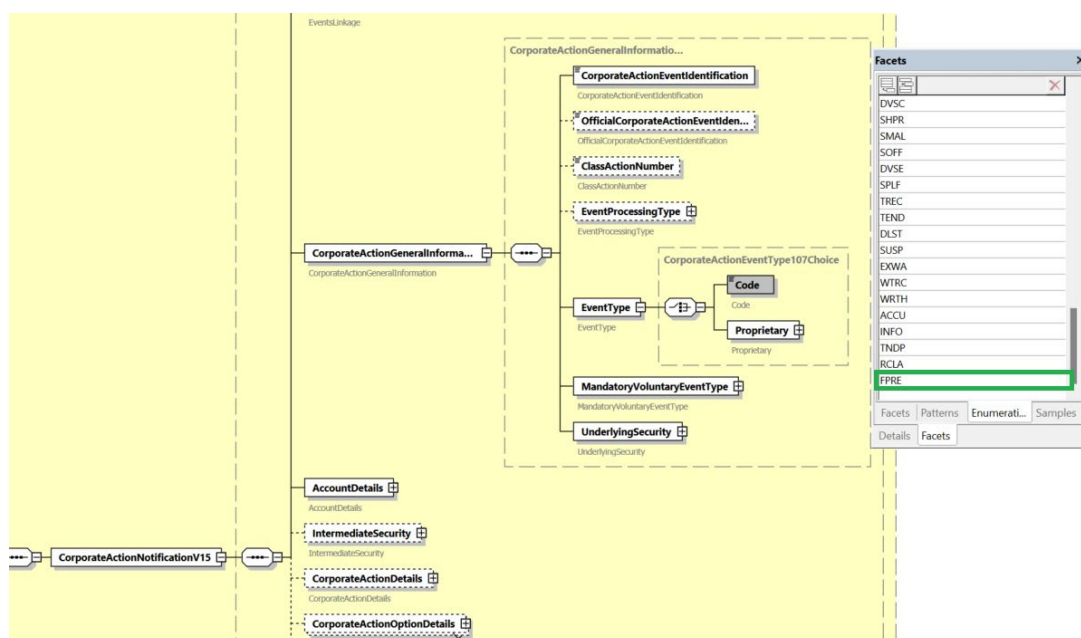 EventsLinkage
CorporateActionGeneralInformatio...
CorporateActionEventIdentification
CorporateActionEventIdentification
OfficialCorporateActionEventIden...
OfficialCorporateActionEventIdentification
ClassActionNumber
ClassActionNumber
EventProcessingType
EventProcessingType
CorporateActionGeneralInforma...
CorporateActionGeneralInformation
CorporateActionEventType107Choice
Code
Code
EventType
EventType
Proprietary
Proprietary
MandatoryVoluntaryEventType
MandatoryVoluntaryEventType
UnderlyingSecurity
UnderlyingSecurity
AccountDetails
AccountDetails
IntermediateSecurity
IntermediateSecurity
CorporateActionNotificationV15
CorporateActionDetails
CorporateActionDetails
CorporateActionOptionDetails
Facets
DVSC
SHPR
SMAL
SOFF
DVSE
SPLF
TREC
TEND
DLST
SUSP
EXWA
WTRC
WRTH
ACCU
INFO
TNDP
RCLA
FPRE
Facets Patterns Enumerati... Samples
Details Facets